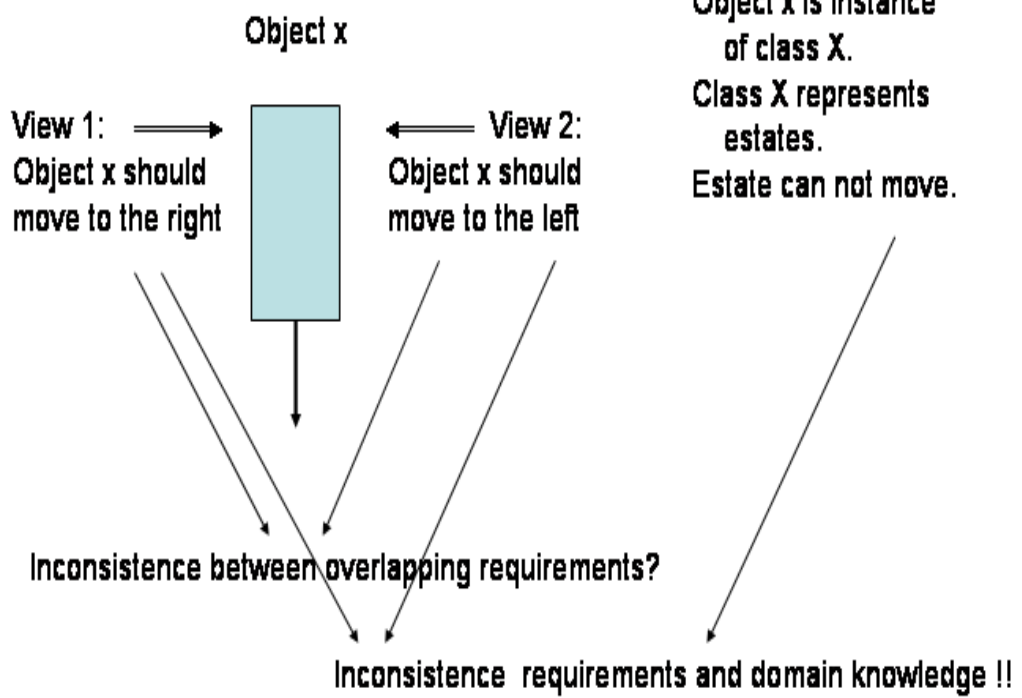 Object x is instance
of class X.
Class X represents
estates.
Estate can not move.
Object x
View 1:
Object x should
move to the right
View 2:
Object x should
move to the left
Inconsistence between overlapping requirements?
Inconsistence requirements and domain knowledge !!